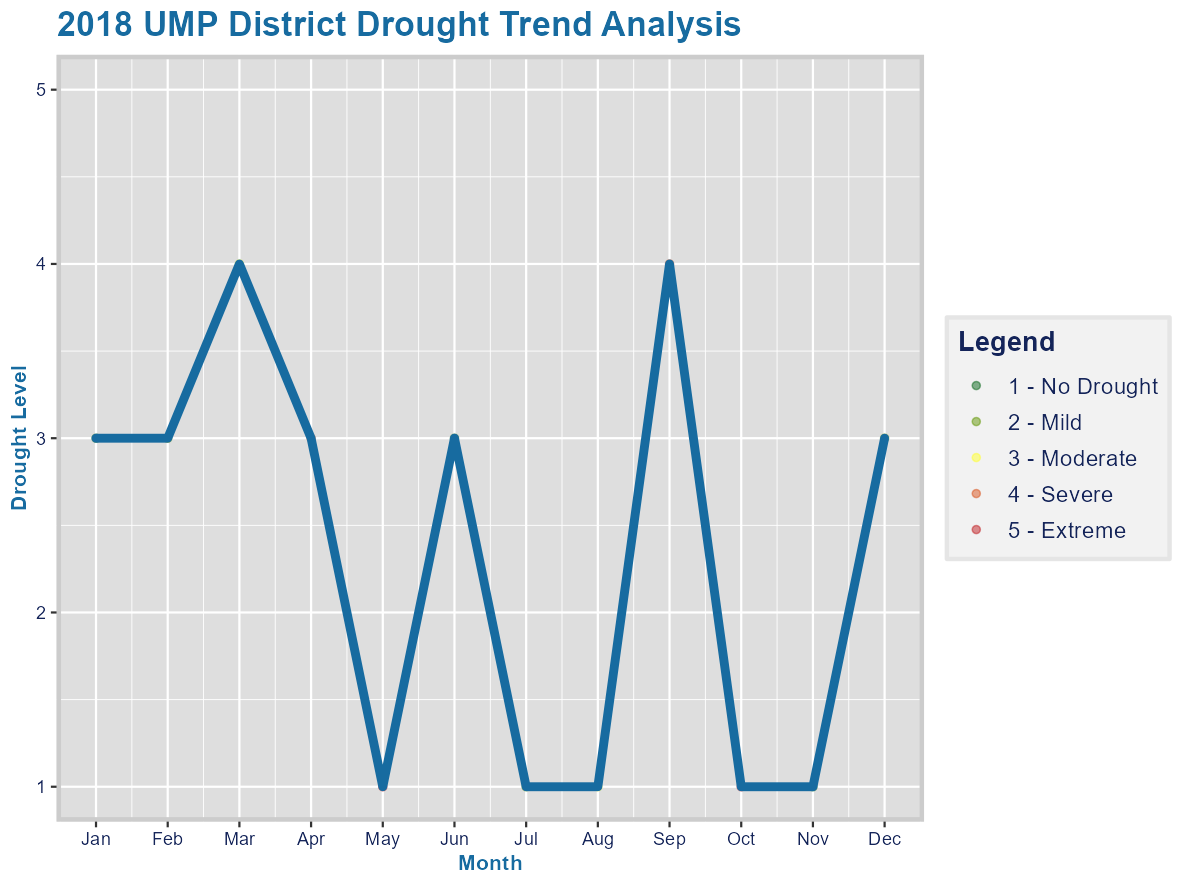 2018 UMP District Drought Trend Analysis
5
4
3
2
1
Drought Level
Jan Feb Mar Apr May Jun Jul Aug Sep Oct Nov Dec
Month
Legend
1 - No Drought
2 - Mild
3 - Moderate
4 - Severe
5 - Extreme